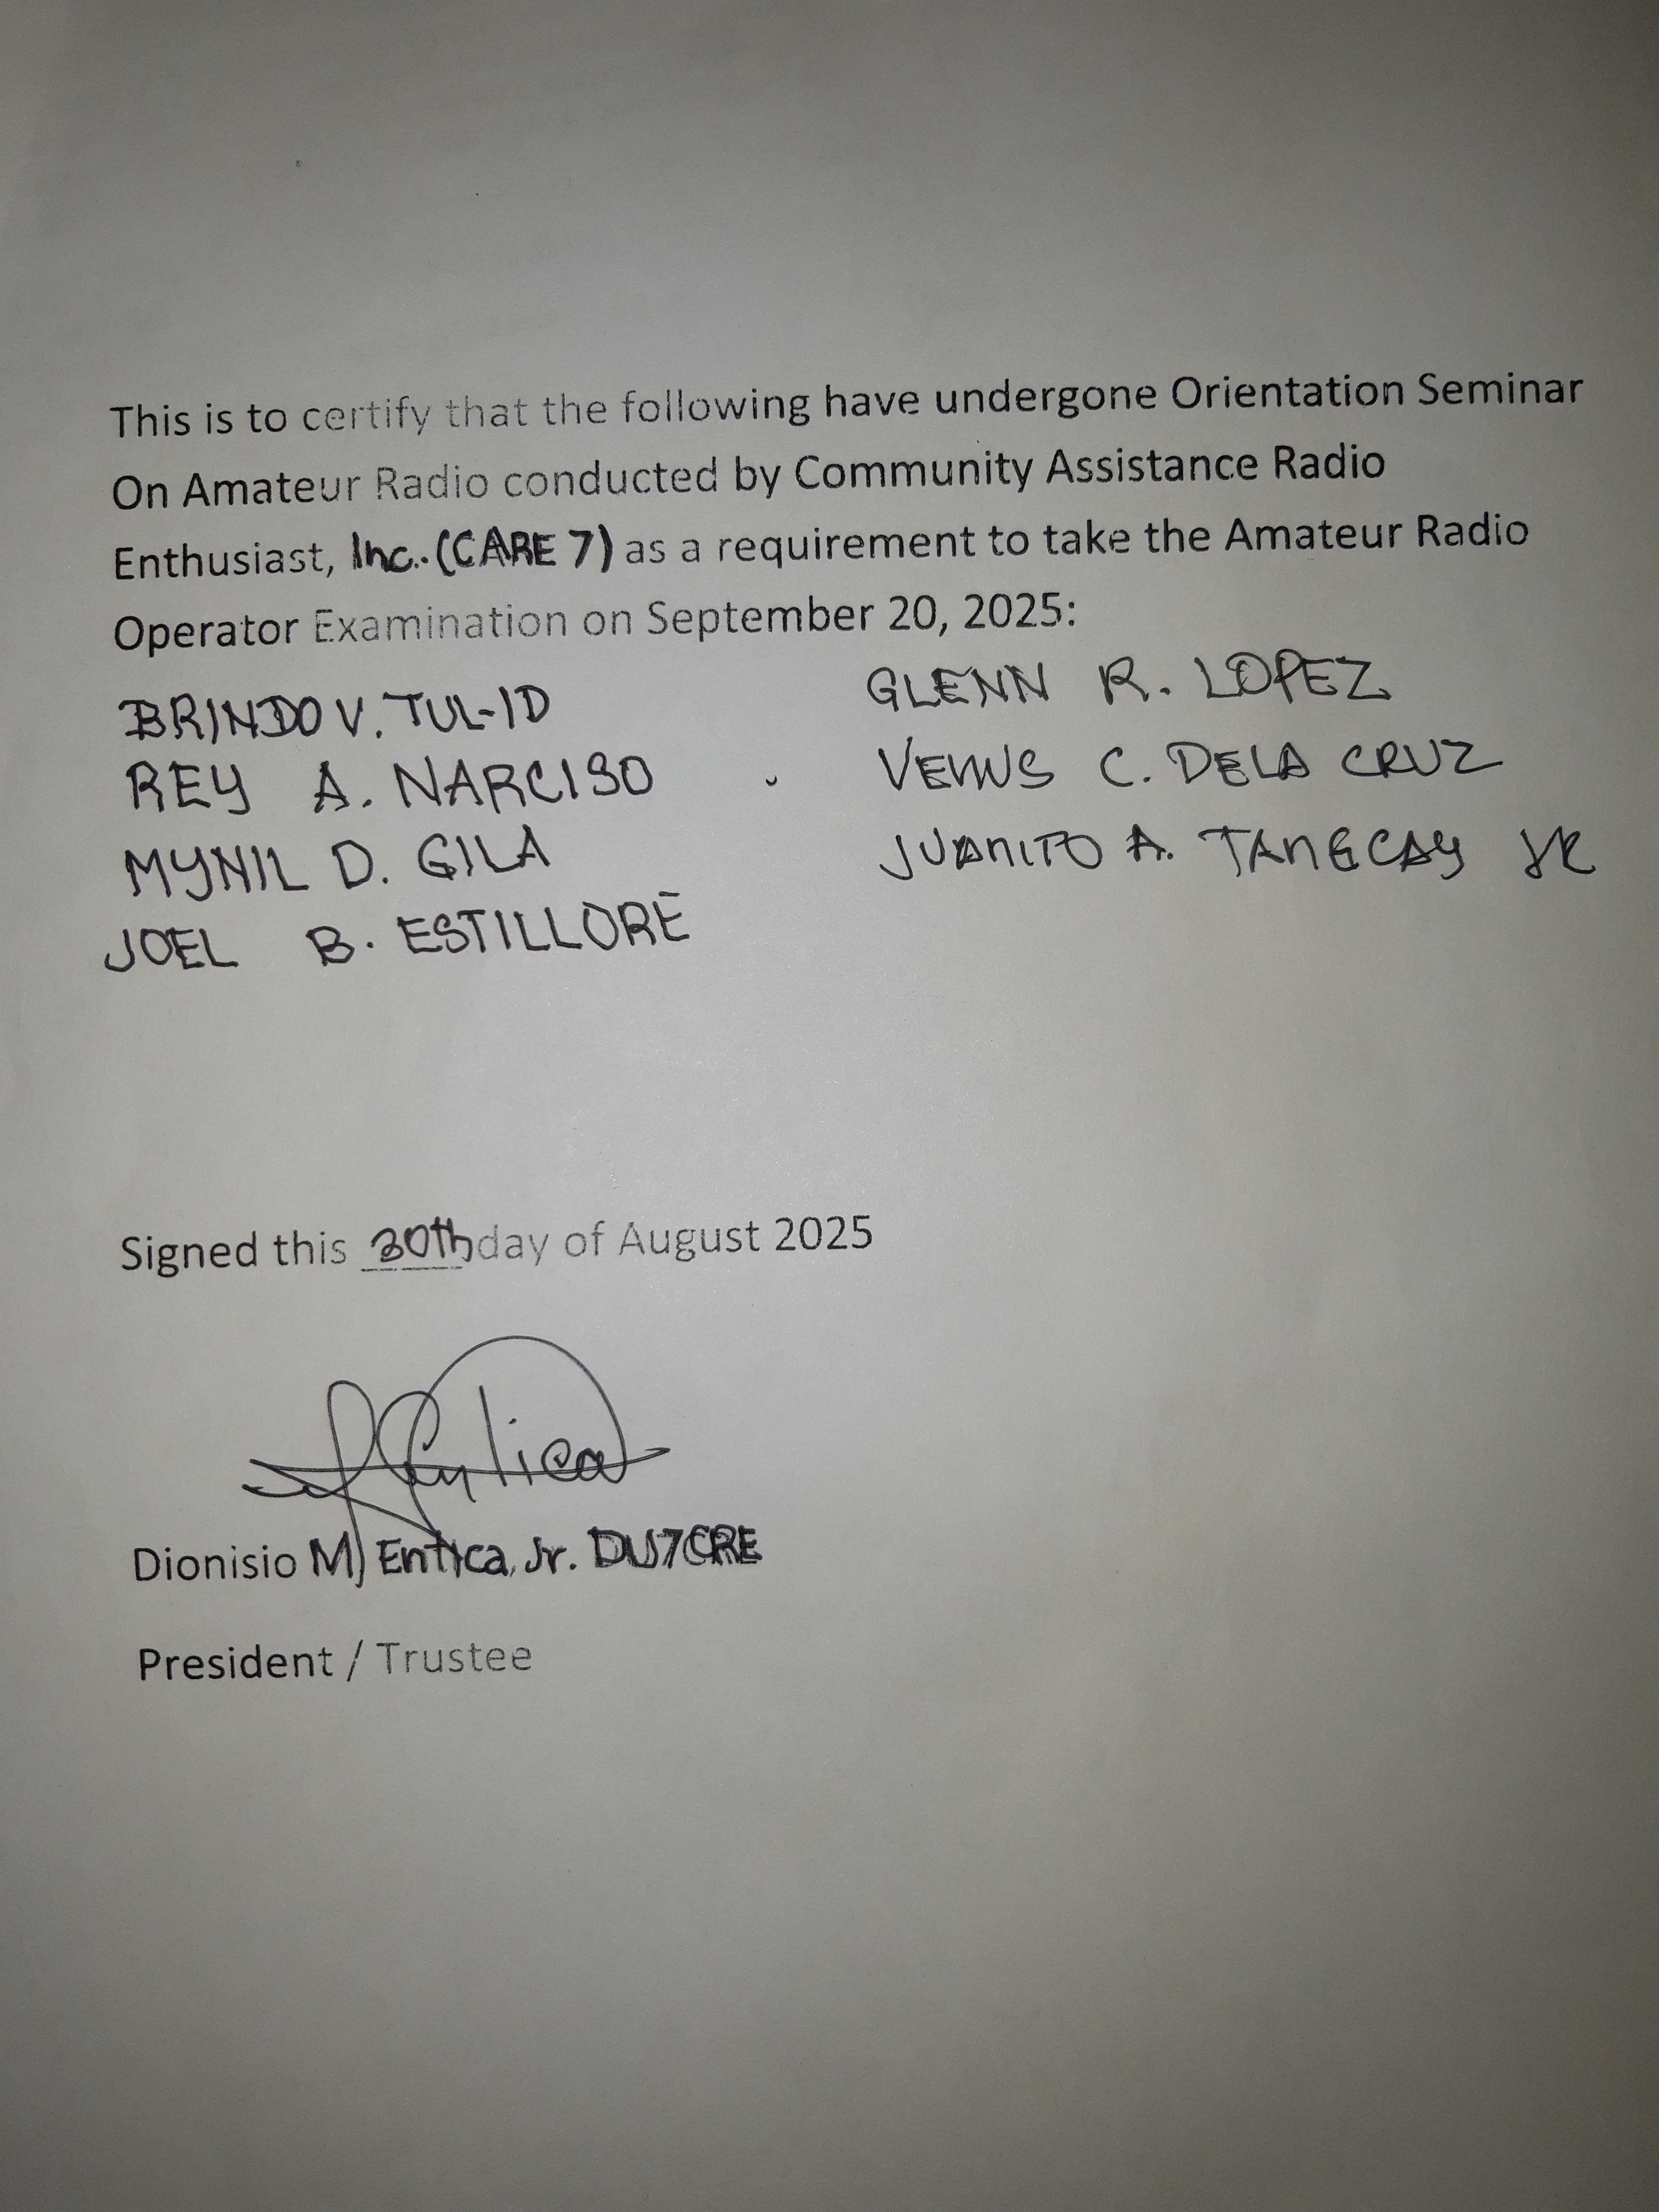 This is to certify that the following have undergone Orientation Seminar
On Amateur Radio conducted by Community Assistance Radio
Enthusiast, Inc. (CARE 7) as a requirement to take the Amateur Radio
Operator Examination on September 20, 2025:
BRINDO V. TUL-ID
REY A. NARCISO
MYNIL D. GILA
JOEL B. ESTILLORE
GLENN R. LOPEZ
VENUS C. DELA CRUZ
JUANITO A. JR
Signed this 30th day of August 2025
Dionisio M. Entica, Jr. DU7CRE
President / Trustee